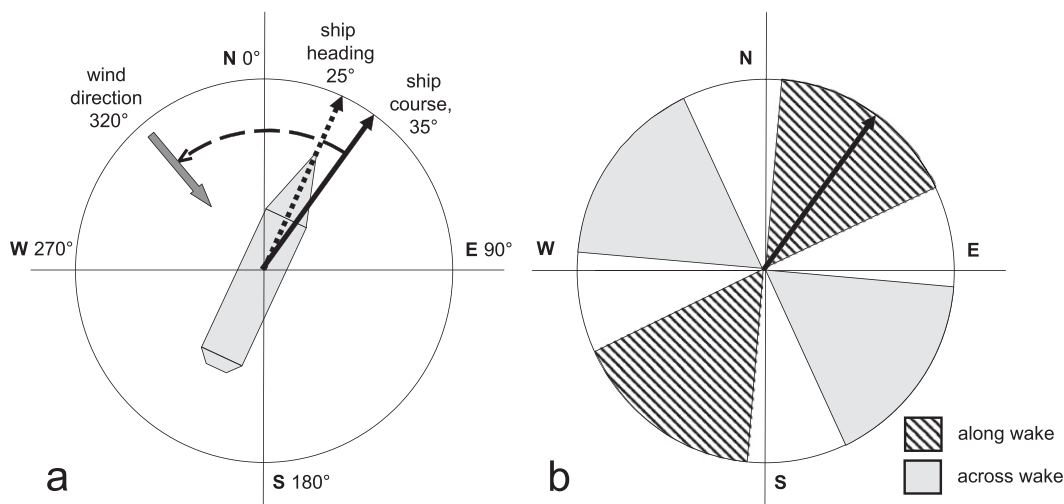 ship
heading
25°
N 0°
wind
direction
320°
ship
course,
35°
W 270°
E 90°
S 180°
a
N
W
E
S
b
along wake
across wake